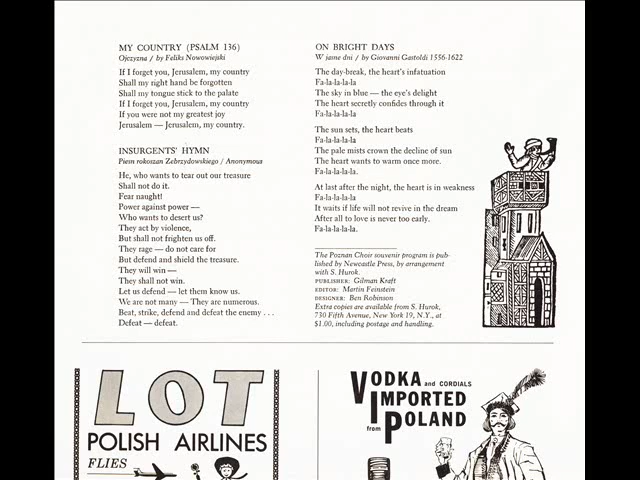 MY COUNTRY (PSALM 136)
Ojczyzna / by Feliks Nowowiejski
If I forget you, Jerusalem, my country
Shall my right hand be forgotten
Shall my tongue stick to the palate
If I forget you, Jerusalem, my country
If you were not my greatest joy
Jerusalem — Jerusalem, my country.
INSURGENTS' HYMN
Piesn rokoszan Zebrzydowskiego / Anonymous
He, who wants to tear out our treasure
Shall not do it.
Fear naught!
Power against power —
Who wants to desert us?
They act by violence,
But shall not frighten us off.
They rage — do not care for
But defend and shield the treasure.
They will win —
They shall not win.
Let us defend — let them know us.
We are not many — They are numerous.
Beat, strike, defend and defeat the enemy . . .
Defeat — defeat.
ON BRIGHT DAYS
W jasne dni / by Giovanni Gastoldi 1556-1622
The day-break, the heart's infatuation
Fa-la-la-la-la
The sky in blue — the eye's delight
The heart secretly confides through it
Fa-la-la-la-la
The sun sets, the heart beats
Fa-la-la-la-la
The pale mists crown the decline of sun
The heart wants to warm once more.
Fa-la-la-la-la.
At last after the night, the heart is in weakness
Fa-la-la-la-la
It waits if life will not revive in the dream
After all to love is never too early.
Fa-la-la-la-la.
The Poznan Choir souvenir program is pub-
lished by Newcastle Press, by arrangement
with S. Hurok.
PUBLISHER: Gilman Kraft
EDITOR: Martin Feinstein
DESIGNER: Ben Robinson
Extra copies are available from S. Hurok,
730 Fifth Avenue, New York 19, N.Y., at
$1.00, including postage and handling.
LOT
POLISH AIRLINES
FLIES
VODKA and CORDIALS
IMPORTED
from POLAND